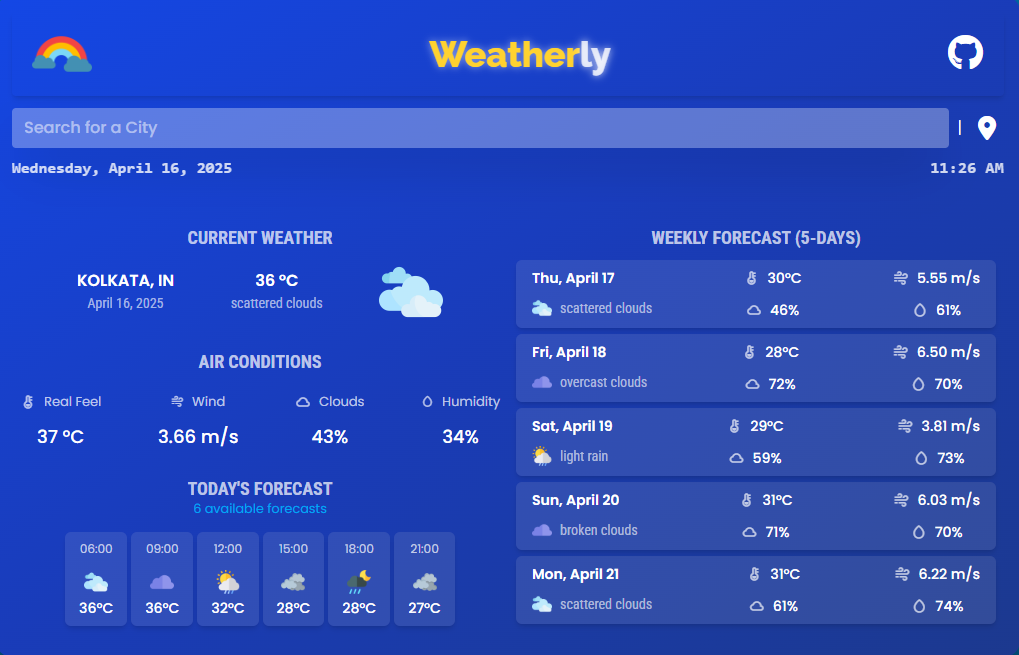 Weatherly
Search for a City |
Wednesday, April 16, 2025 11:26 AM
CURRENT WEATHER
KOLKATA, IN 36 °C
April 16, 2025 scattered clouds
AIR CONDITIONS
Real Feel Wind Clouds Humidity
37 °C 3.66 m/s 43% 34%
TODAY'S FORECAST
6 available forecasts
06:00 09:00 12:00 15:00 18:00 21:00
36°C 36°C 32°C 28°C 28°C 27°C
WEEKLY FORECAST (5-DAYS)
Thu, April 17 30°C 5.55 m/s
scattered clouds 46% 61%
Fri, April 18 28°C 6.50 m/s
overcast clouds 72% 70%
Sat, April 19 29°C 3.81 m/s
light rain 59% 73%
Sun, April 20 31°C 6.03 m/s
broken clouds 71% 70%
Mon, April 21 31°C 6.22 m/s
scattered clouds 61% 74%